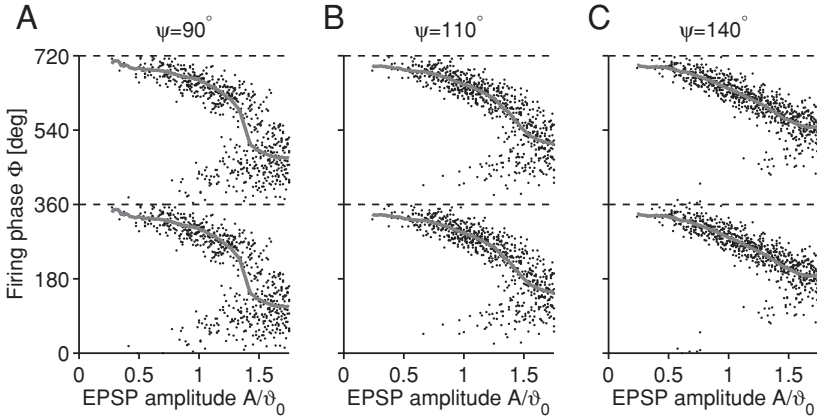 A
ψ=90°
B
ψ=110°
C
ψ=140°
Firing phase Φ [deg]
720
540
360
180
0
0 0.5 1 1.5
0 0.5 1 1.5
0 0.5 1 1.5
EPSP amplitude A/ϑ₀
EPSP amplitude A/ϑ₀
EPSP amplitude A/ϑ₀